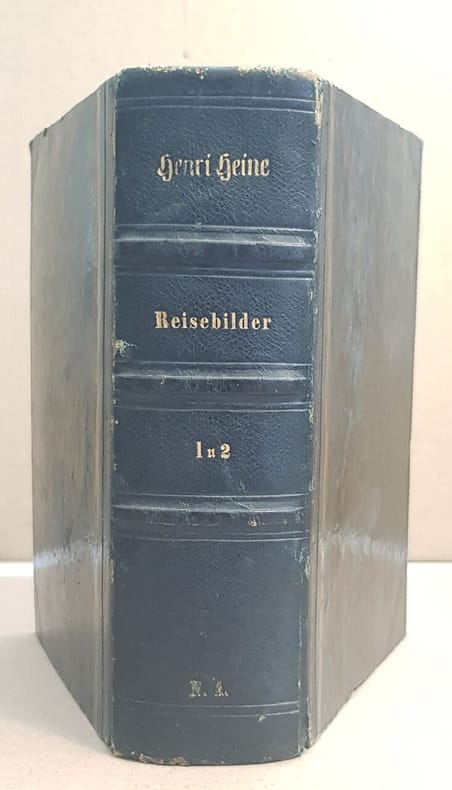 Henri Heine
Reisebilder
1 u 2
N. A.